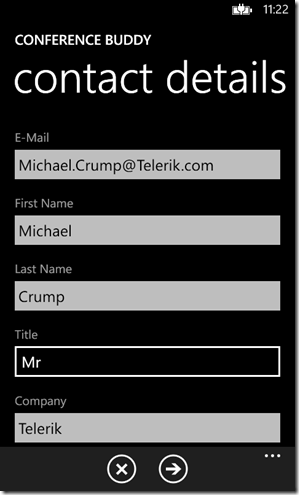 11:22
CONFERENCE BUDDY
contact details
E-Mail
Michael.Crump@Telerik.com
First Name
Michael
Last Name
Crump
Title
Mr
Company
Telerik